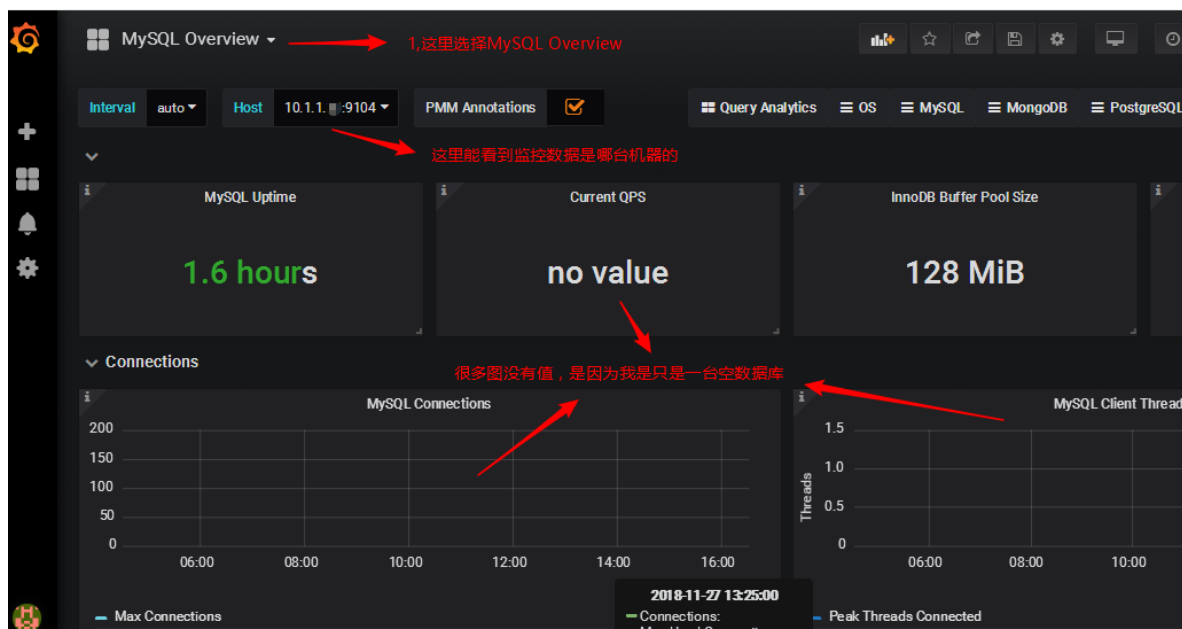 MySQL Overview
1,这里选择MySQL Overview
Interval auto Host 10.1.1. :9104 PMM Annotations Query Analytics OS MySQL MongoDB PostgreSQL
这里能看到监控数据是哪台机器的
MySQL Uptime Current QPS InnoDB Buffer Pool Size
1.6 hours no value 128 MiB
Connections
很多图没有值，是因为我是只是一台空数据库
MySQL Connections
200
150
100
50
0
06:00 08:00 10:00 12:00 14:00 16:00
MySQL Client Thread
Threads
1.5
1.0
0.5
0
06:00 08:00 10:00
2018-11-27 13:25:00
Connections:
Max Connections
Peak Threads Connected